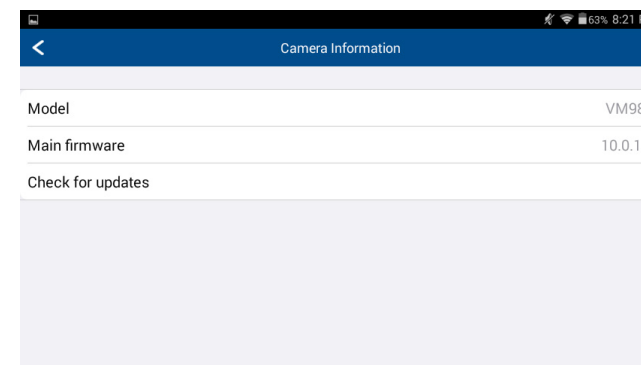 63% 8:21
Camera Information
Model VM98
Main firmware 10.0.1
Check for updates